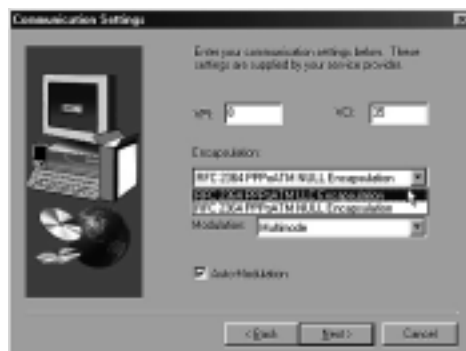 Communication Settings
Enter your communication settings below. These
settings are supplied by your service provider.
VPI: 0 VCI: 35
Encapsulation:
RFC 2364 PPPoATM NULL Encapsulation
RFC 2364 PPPoATM LLC Encapsulation
RFC 2364 PPPoATM NULL Encapsulation
Modulation: Multimode
Auto-Modulation
< Back Next > Cancel